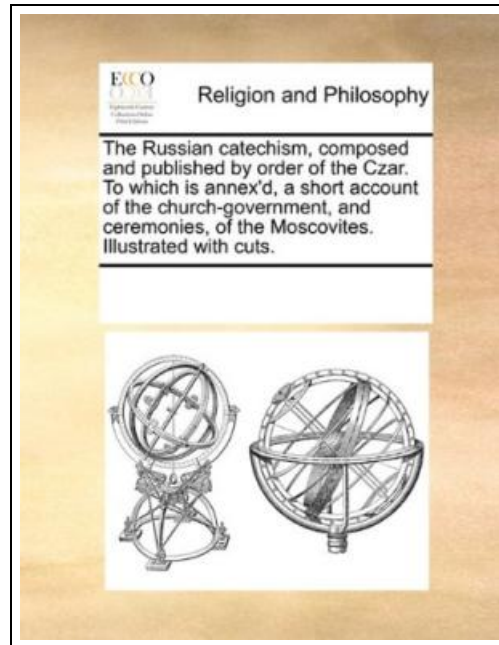 ECCO
Religion and Philosophy
The Russian catechism, composed
and published by order of the Czar.
To which is annex'd, a short account
of the church-government, and
ceremonies, of the Moscovites.
Illustrated with cuts.